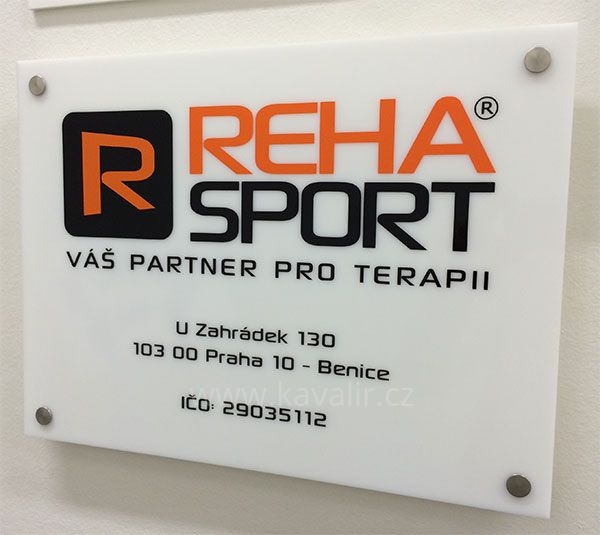 R
REHA®
SPORT
VÁŠ PARTNER PRO TERAPII
U Zahrádek 130
103 00 Praha 10 - Benice
www.kavalir.cz
IČO: 29035112